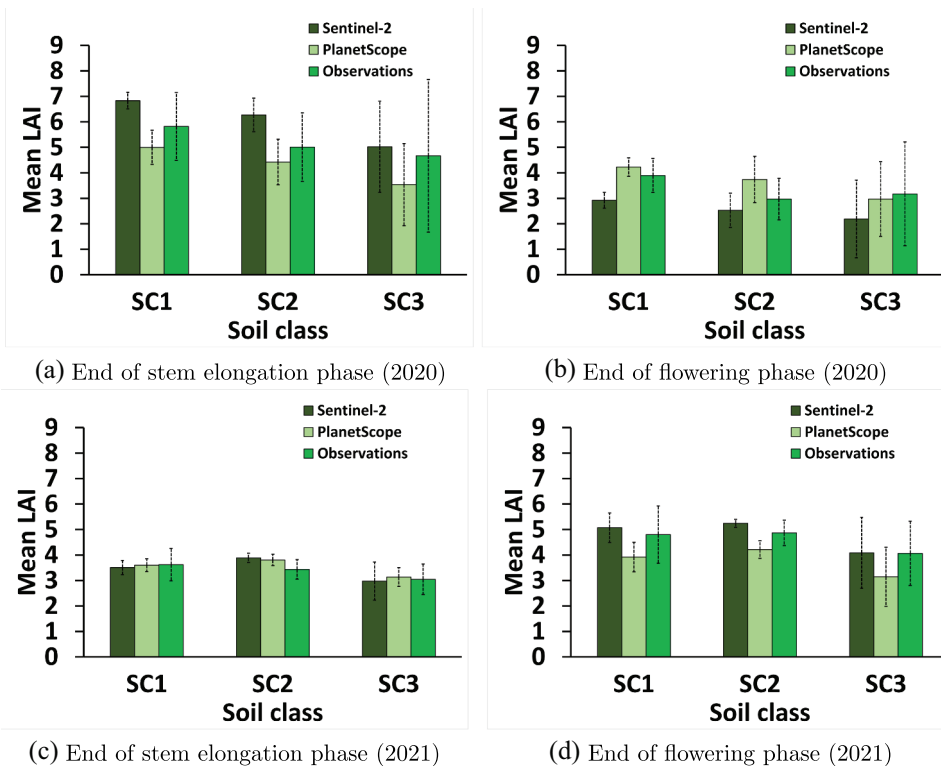 Sentinel-2
PlanetScope
Observations
Mean LAI
9
8
7
6
5
4
3
2
1
0
SC1 SC2 SC3
Soil class
(a) End of stem elongation phase (2020)
Sentinel-2
PlanetScope
Observations
Mean LAI
9
8
7
6
5
4
3
2
1
0
SC1 SC2 SC3
Soil class
(b) End of flowering phase (2020)
Sentinel-2
PlanetScope
Observations
Mean LAI
9
8
7
6
5
4
3
2
1
0
SC1 SC2 SC3
Soil class
(c) End of stem elongation phase (2021)
Sentinel-2
PlanetScope
Observations
Mean LAI
9
8
7
6
5
4
3
2
1
0
SC1 SC2 SC3
Soil class
(d) End of flowering phase (2021)